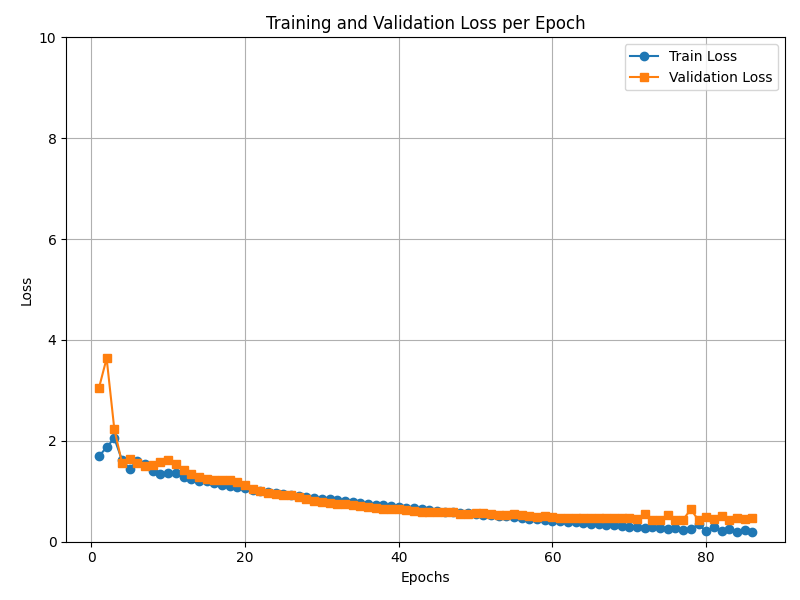 Training and Validation Loss per Epoch
10
8
6
4
2
0
Loss
Train Loss
Validation Loss
0 20 40 60 80
Epochs